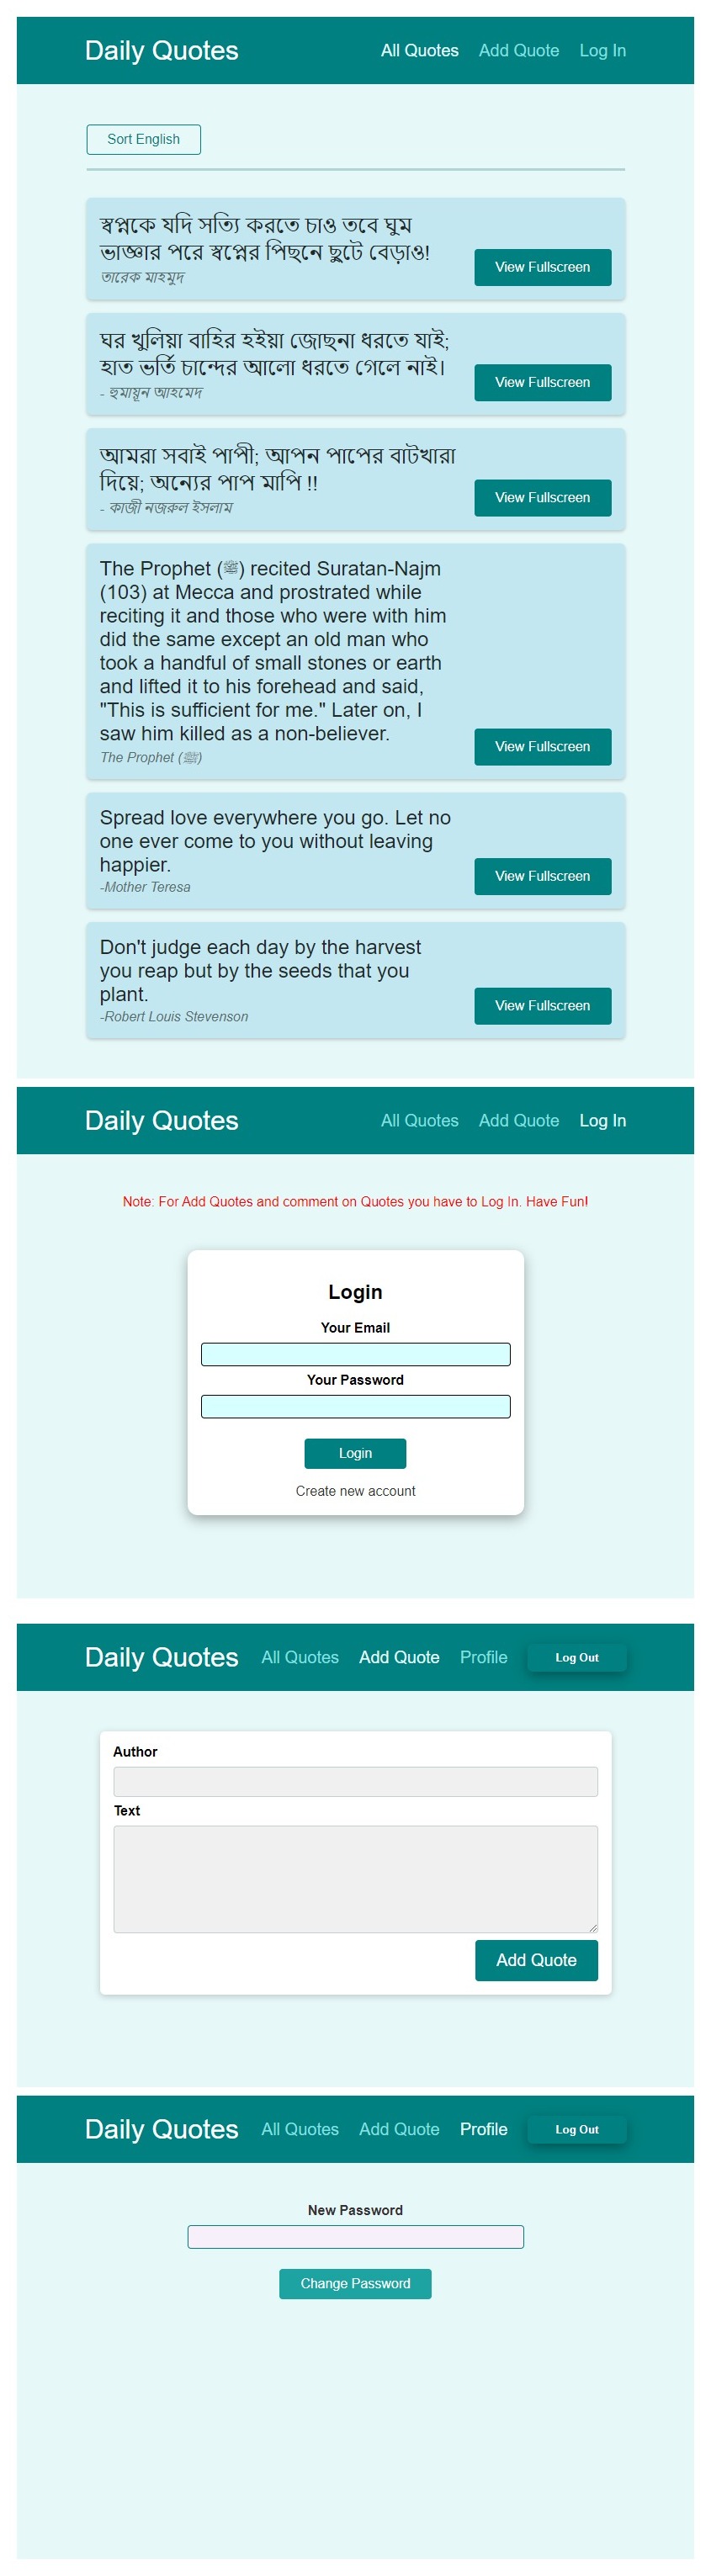 Daily Quotes All Quotes Add Quote Log In
Sort English
স্বপ্নকে যদি সত্যি করতে চাও তবে ঘুম
ভাজ্ঞার পরে স্বপ্নের পিছনে ছুটে বেড়াও!
তারেক মাহমুদ
View Fullscreen
ঘর খুলিয়া বাহির হইয়া জোছনা ধরতে যাই;
হাত ভর্তি চান্দের আলো ধরতে গেলে নাই।
- হুমায়ূন আহমেদ
View Fullscreen
আমরা সবাই পাপী; আপন পাপের বাটখারা
দিয়ে; অন্যের পাপ মাপি !!
- কাজী নজরুল ইসলাম
View Fullscreen
The Prophet (ﷺ) recited Suratan-Najm
(103) at Mecca and prostrated while
reciting it and those who were with him
did the same except an old man who
took a handful of small stones or earth
and lifted it to his forehead and said,
"This is sufficient for me." Later on, I
saw him killed as a non-believer.
The Prophet (ﷺ)
View Fullscreen
Spread love everywhere you go. Let no
one ever come to you without leaving
happier.
-Mother Teresa
View Fullscreen
Don't judge each day by the harvest
you reap but by the seeds that you
plant.
-Robert Louis Stevenson
View Fullscreen
Daily Quotes All Quotes Add Quote Log In
Note: For Add Quotes and comment on Quotes you have to Log In. Have Fun!
Login
Your Email
Your Password
Login
Create new account
Daily Quotes All Quotes Add Quote Profile Log Out
Author
Text
Add Quote
Daily Quotes All Quotes Add Quote Profile Log Out
New Password
Change Password